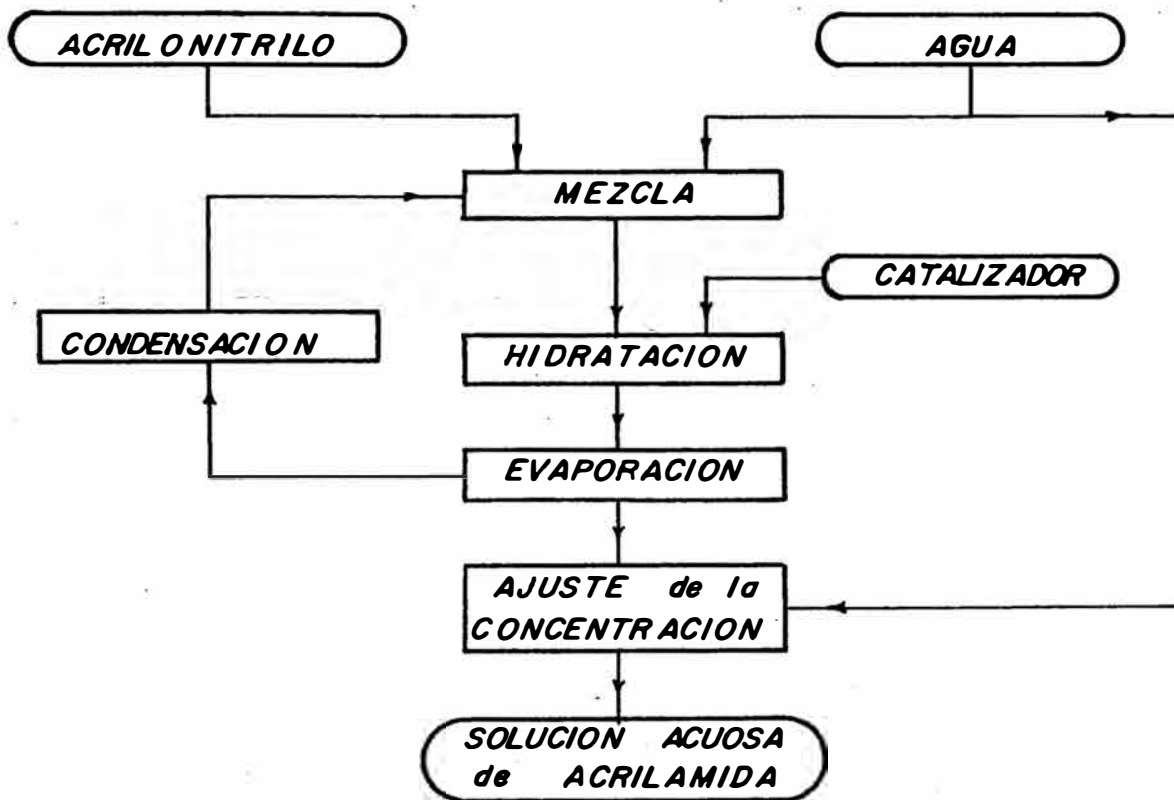 ACRILONITRILO
AGUA
MEZCLA
CATALIZADOR
CONDENSACION
HIDRATACION
EVAPORACION
AJUSTE de la
CONCENTRACION
SOLUCION ACUOSA
de ACRILAMIDA